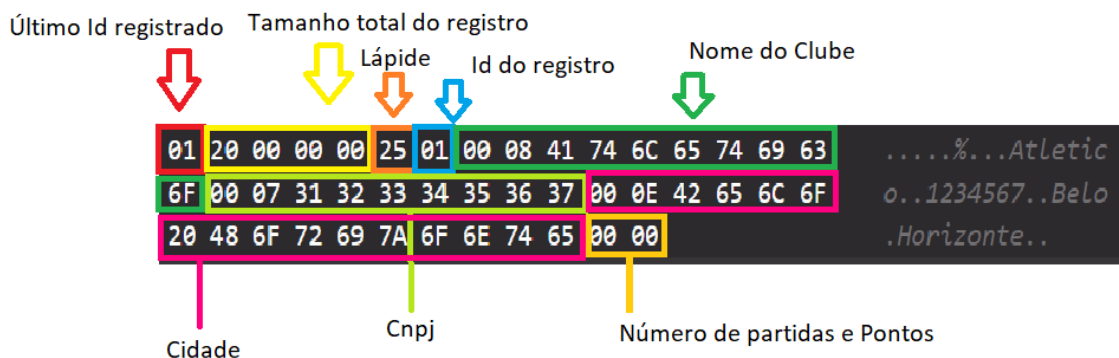 Último Id registrado
Tamanho total do registro
Lápide
Id do registro
Nome do Clube
01 20 00 00 00 25 01 00 08 41 74 6C 65 74 69 63 .....%...Atletic
6F 00 07 31 32 33 34 35 36 37 00 0E 42 65 6C 6F o..1234567..Belo
20 48 6F 72 69 7A 6F 6E 74 65 00 00 .Horizonte..
Cidade
Cnpj
Número de partidas e Pontos